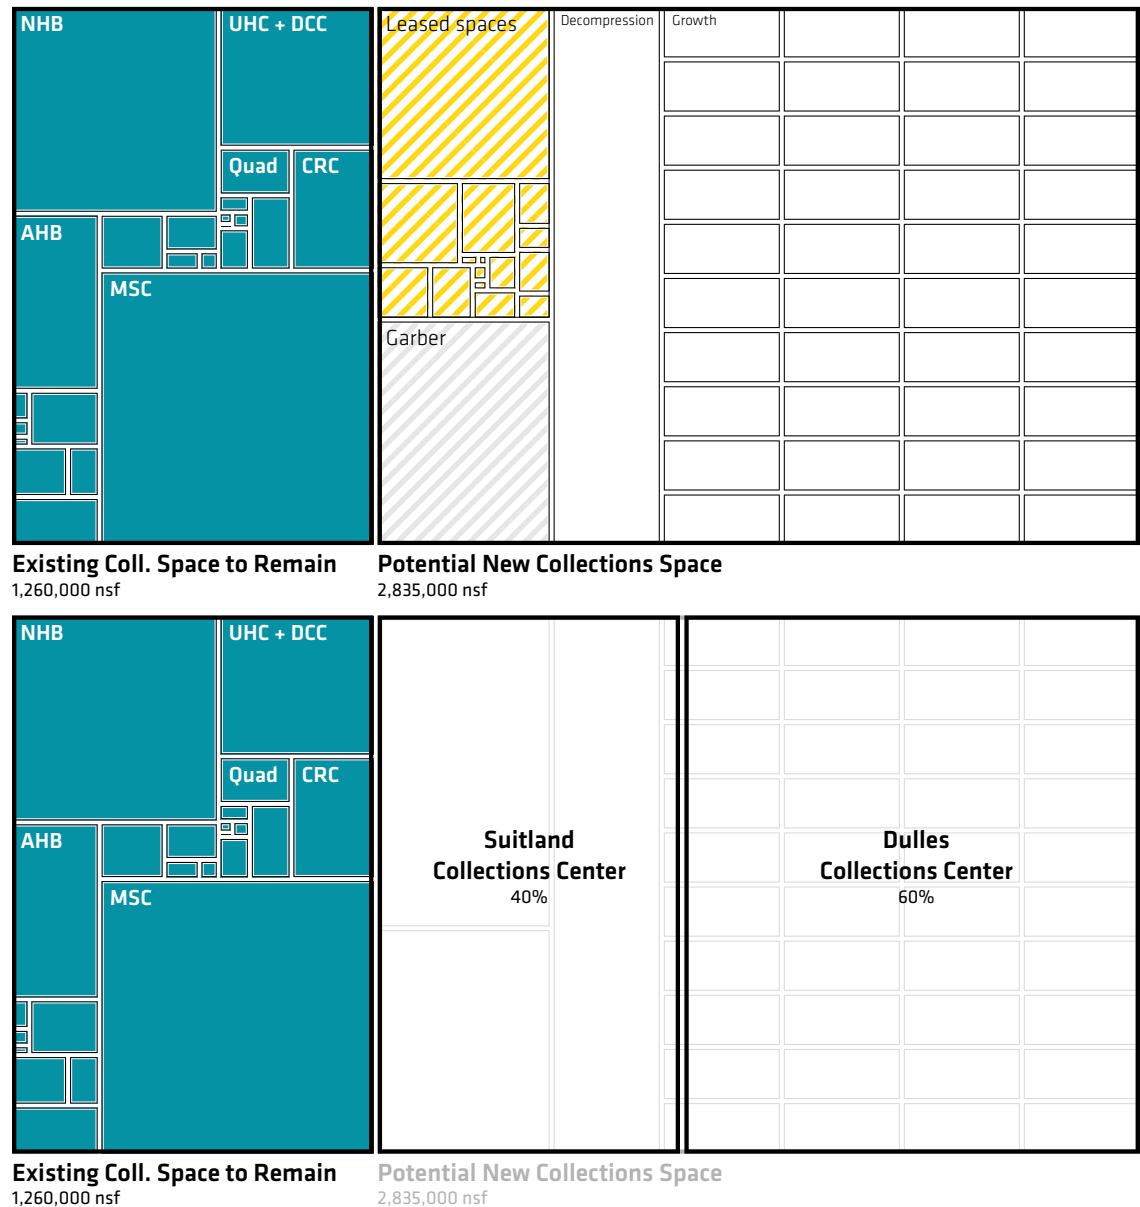 NHB
UHC + DCC
Quad
CRC
AHB
MSC
Leased spaces
Decompression
Growth
Garber
Existing Coll. Space to Remain
1,260,000 nsf
Potential New Collections Space
2,835,000 nsf
NHB
UHC + DCC
Quad
CRC
AHB
MSC
Suitland
Collections Center
40%
Dulles
Collections Center
60%
Existing Coll. Space to Remain
1,260,000 nsf
Potential New Collections Space
2,835,000 nsf